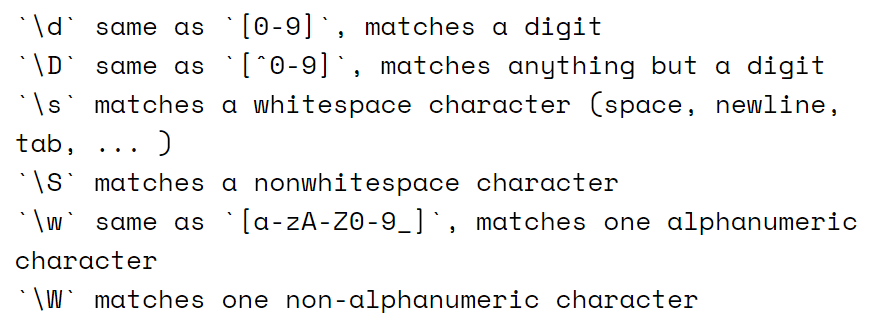 `\d` same as `[0-9]`, matches a digit
`\D` same as `[^0-9]`, matches anything but a digit
`\s` matches a whitespace character (space, newline,
tab, ... )
`\S` matches a nonwhitespace character
`\w` same as `[a-zA-Z0-9_]`, matches one alphanumeric
character
`\W` matches one non-alphanumeric character